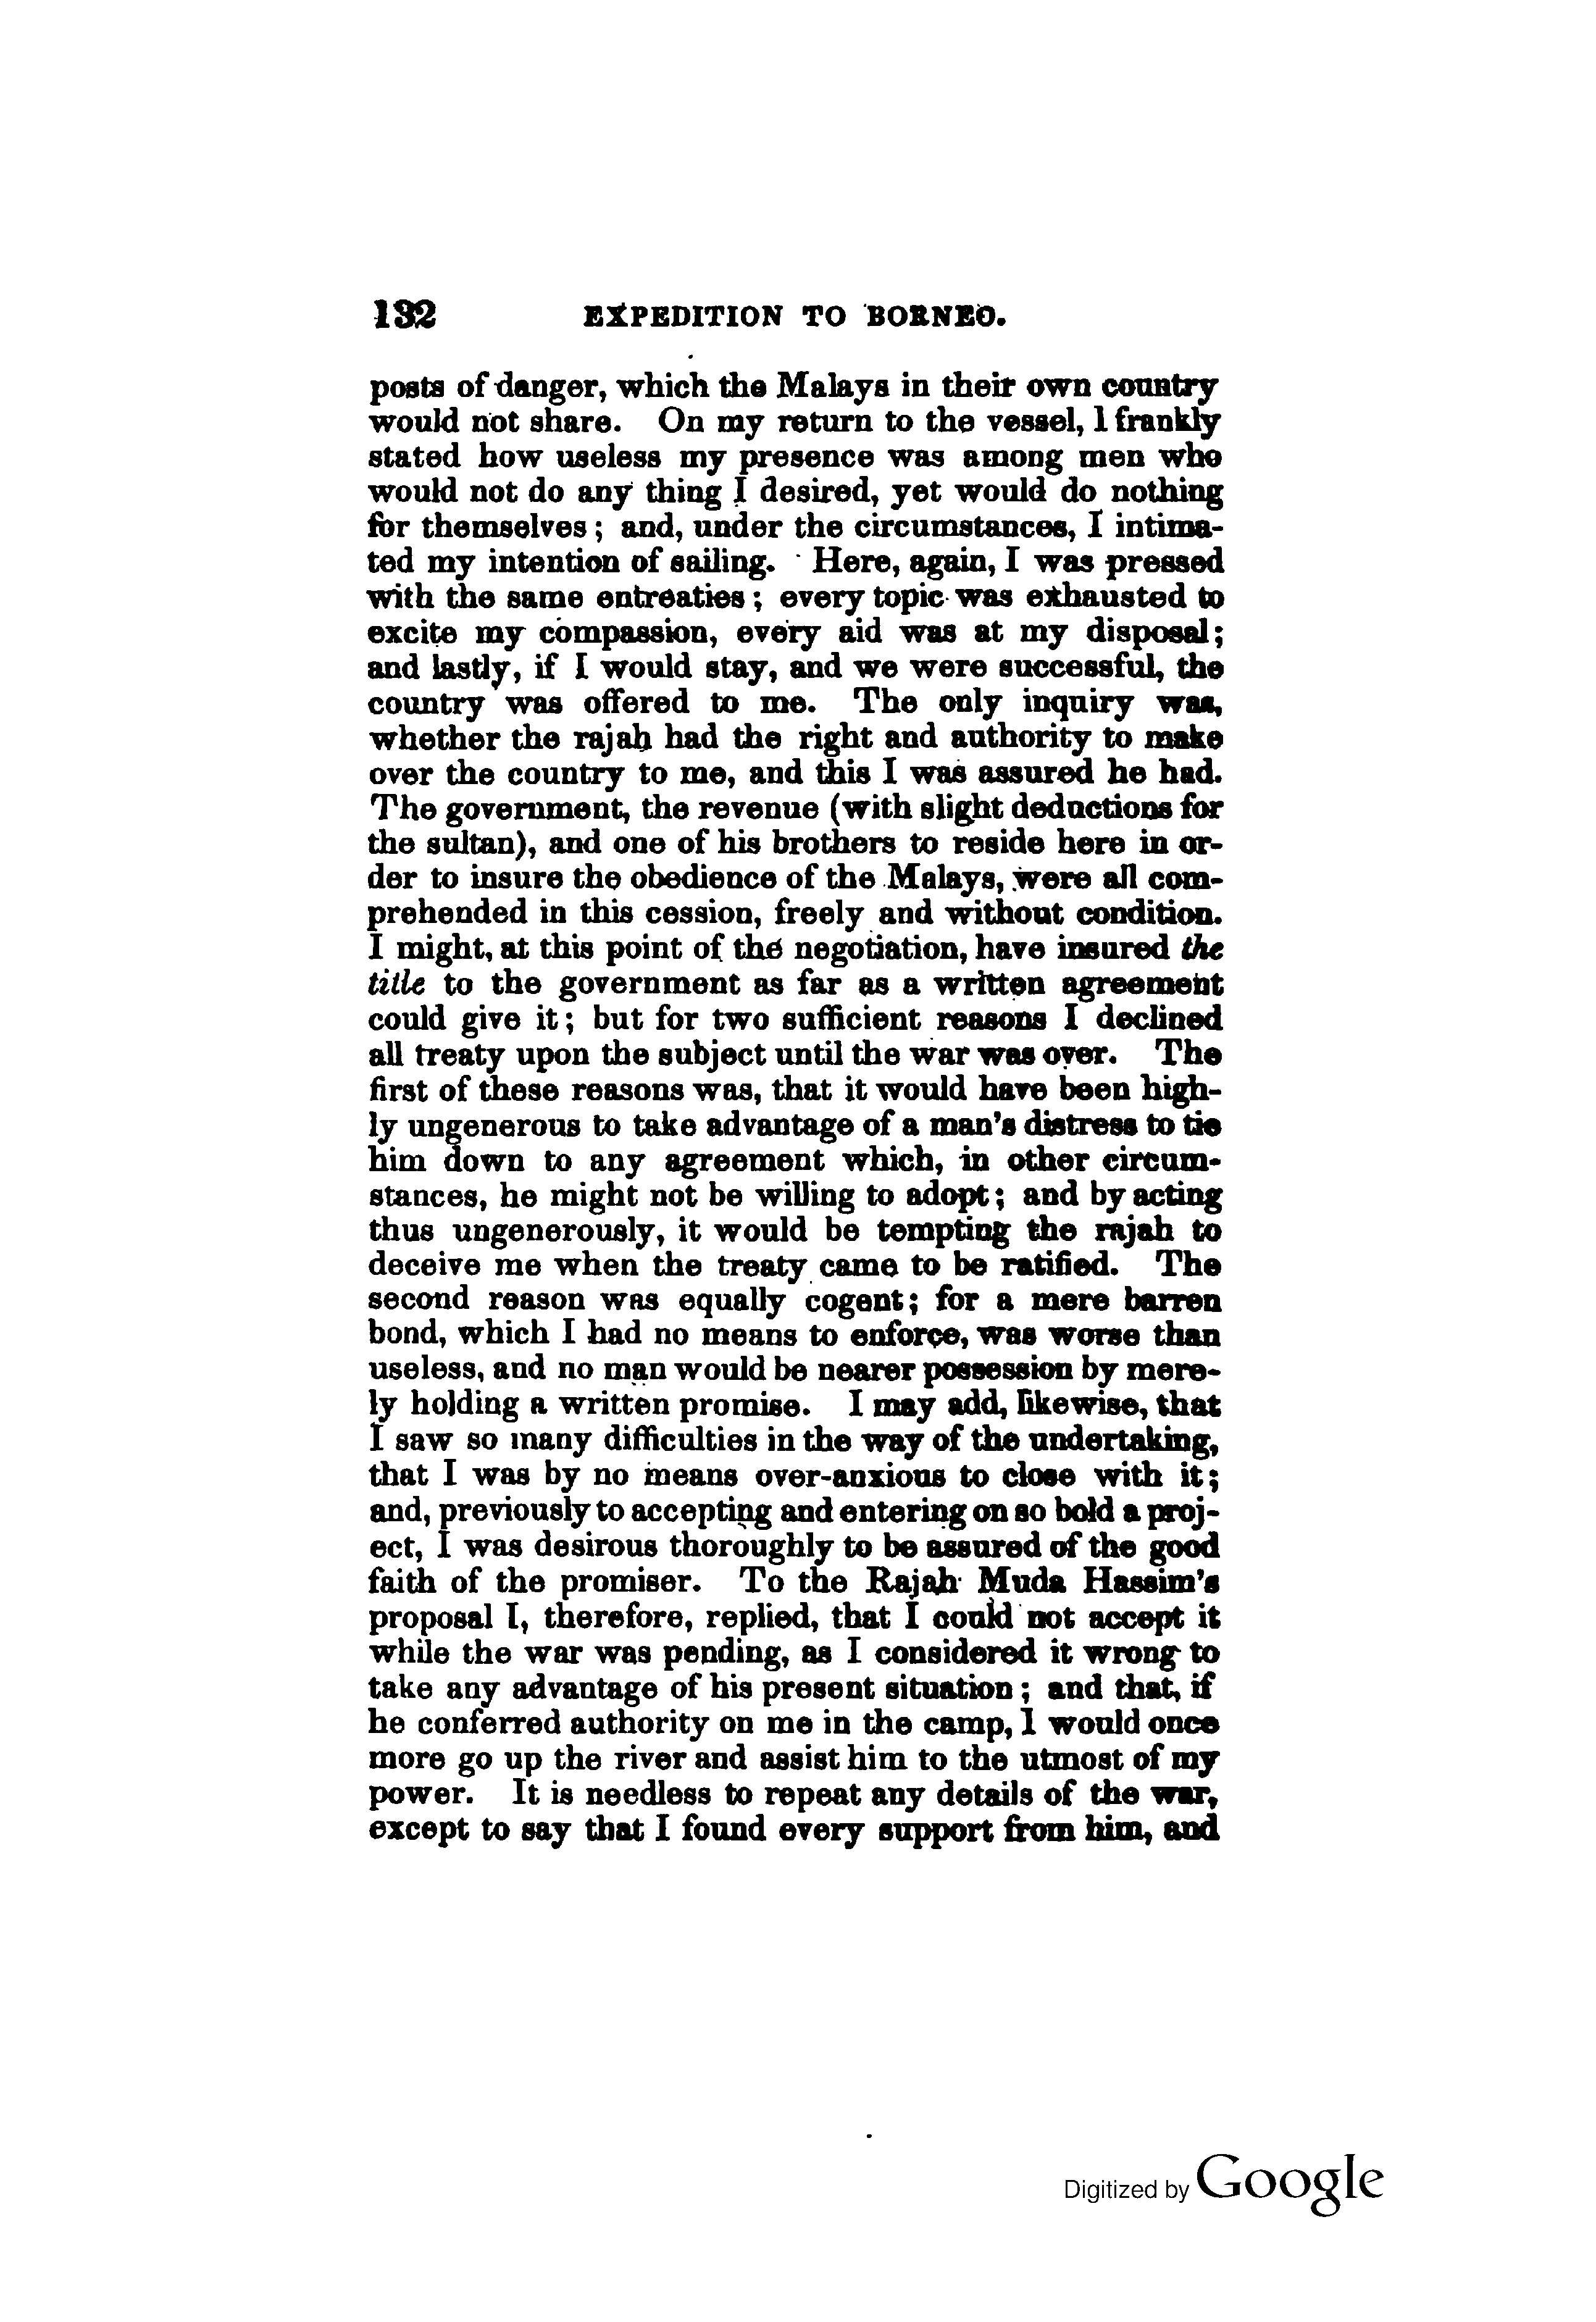 132 EXPEDITION TO BORNEO.
posts of danger, which the Malays in their own country
would not share. On my return to the vessel, I frankly
stated how useless my presence was among men who
would not do any thing I desired, yet would do nothing
for themselves; and, under the circumstances, I intima-
ted my intention of sailing. Here, again, I was pressed
with the same entreaties; every topic was exhausted to
excite my compassion, every aid was at my disposal;
and lastly, if I would stay, and we were successful, the
country was offered to me. The only inquiry was,
whether the rajah had the right and authority to make
over the country to me, and this I was assured he had.
The government, the revenue (with slight deductions for
the sultan), and one of his brothers to reside here in or-
der to insure the obedience of the Malays, were all com-
prehended in this cession, freely and without condition.
I might, at this point of the negotiation, have insured the
title to the government as far as a written agreement
could give it; but for two sufficient reasons I declined
all treaty upon the subject until the war was over. The
first of these reasons was, that it would have been high-
ly ungenerous to take advantage of a man's distress to tie
him down to any agreement which, in other circum-
stances, he might not be willing to adopt; and by acting
thus ungenerously, it would be tempting the rajah to
deceive me when the treaty came to be ratified. The
second reason was equally cogent; for a mere barren
bond, which I had no means to enforce, was worse than
useless, and no man would be nearer possession by mere-
ly holding a written promise. I may add, likewise, that
I saw so many difficulties in the way of the undertaking,
that I was by no means over-anxious to close with it;
and, previously to accepting and entering on so bold a proj-
ect, I was desirous thoroughly to be assured of the good
faith of the promiser. To the Rajah Muda Hassim's
proposal I, therefore, replied, that I could not accept it
while the war was pending, as I considered it wrong to
take any advantage of his present situation; and that, if
he conferred authority on me in the camp, I would once
more go up the river and assist him to the utmost of my
power. It is needless to repeat any details of the war,
except to say that I found every support from him, and
Digitized by Google